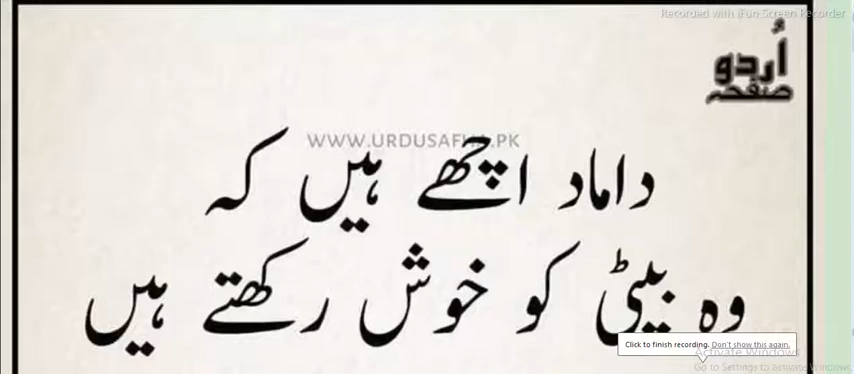 Recorded with iFun Screen Recorder
اُردو
صفحہ
WWW.URDUSAFHA.PK
داماد اچھے ہیں کہ
وہ بیٹی کو خوش رکھتے ہیں
Click to finish recording. Don't show this again.
Activate Windows
Go to Settings to activate Windows.